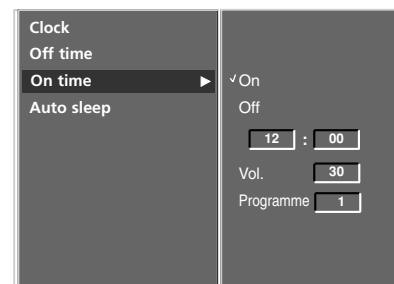 Clock
Off time
On time ►
Auto sleep
✓On
Off
12 : 00
Vol. 30
Programme 1